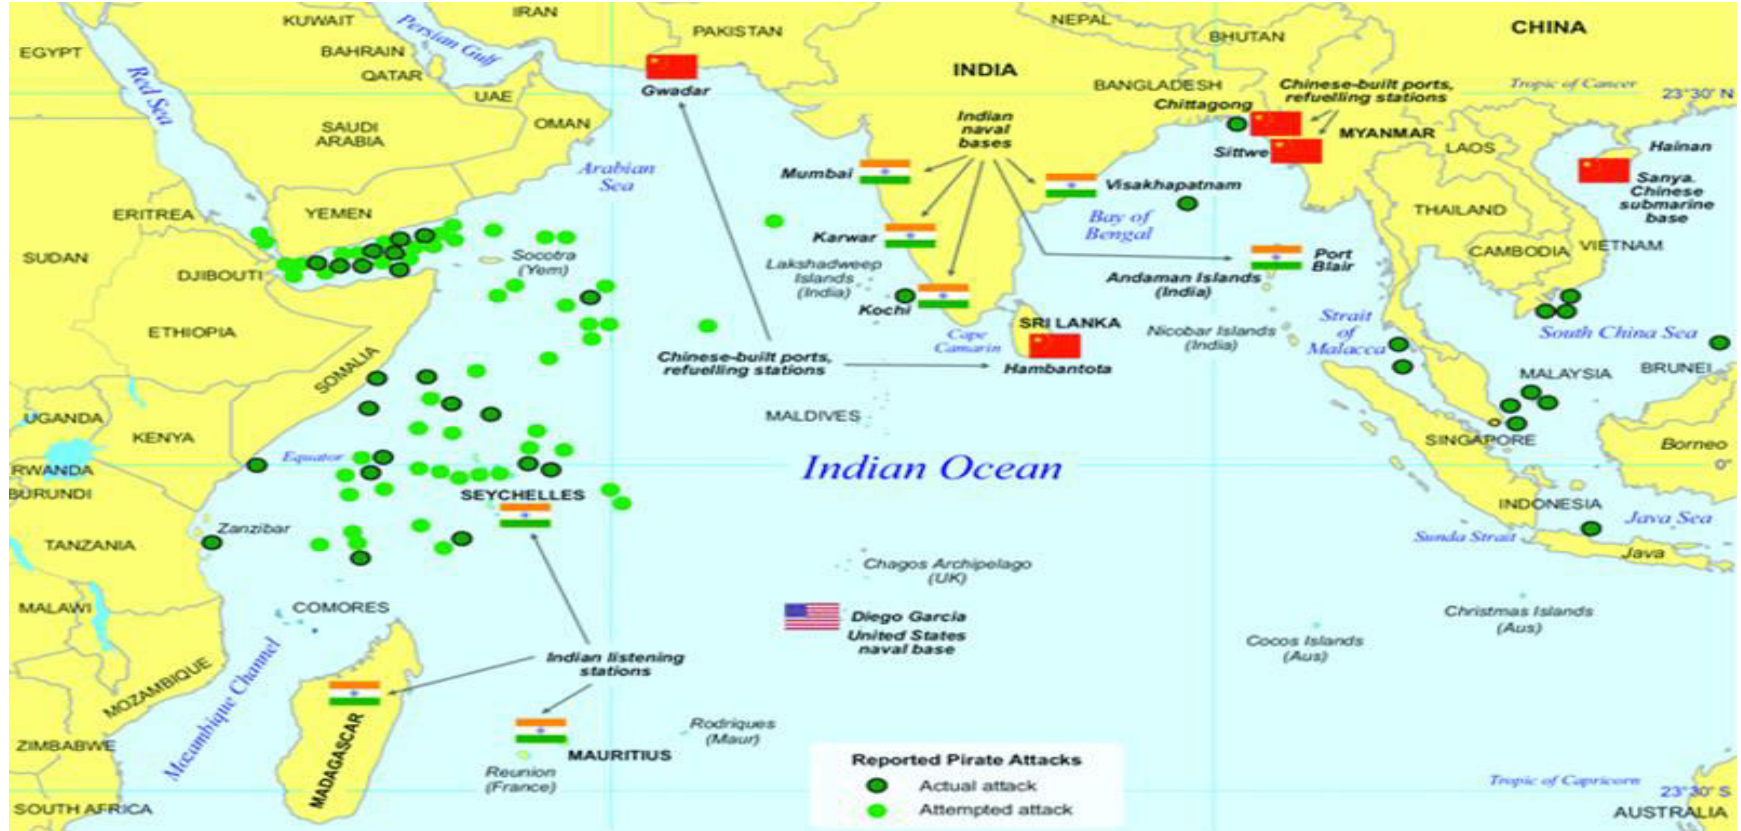 IRAN
KUWAIT
NEPAL
CHINA
EGYPT
Persian Gulf
PAKISTAN
BHUTAN
BAHRAIN
QATAR
INDIA
Red Sea
UAE
Gwadar
BANGLADESH
Chinese-built ports,
refuelling stations
Tropic of Cancer
23°30' N
Chittagong
SAUDI
ARABIA
OMAN
Indian
naval
bases
MYANMAR
LAOS
Hainan
Sittwe
Arabian
Sea
Mumbai
Visakhapatnam
Sanya.
Chinese
submarine
base
ERITREA
YEMEN
Bay of
Bengal
THAILAND
Karwar
SUDAN
DJIBOUTI
Socotra
(Yem)
Lakshadweep
Islands
(India)
Port
Blair
CAMBODIA
VIETNAM
Andaman Islands
(India)
Kochi
ETHIOPIA
Cape
Camarin
SRI LANKA
Nicobar Islands
(India)
Strait
of
Malacca
South China Sea
SOMALIA
Chinese-built ports,
refuelling stations
Hambantota
MALAYSIA
BRUNEI
UGANDA
KENYA
MALDIVES
SINGAPORE
Borneo
Equator
Indian Ocean
0°
RWANDA
BURUNDI
SEYCHELLES
INDONESIA
Zanzibar
Java Sea
TANZANIA
Sunda Strait
Java
Chagos Archipelago
(UK)
MALAWI
COMORES
Diego Garcia
United States
naval base
Christmas Islands
(Aus)
Cocos Islands
(Aus)
Indian listening
stations
MOZAMBIQUE
Mozambique Channel
MADAGASCAR
Rodriques
(Maur)
ZIMBABWE
MAURITIUS
Reunion
(France)
Reported Pirate Attacks
Actual attack
Attempted attack
Tropic of Capricorn
23°30' S
SOUTH AFRICA
AUSTRALIA